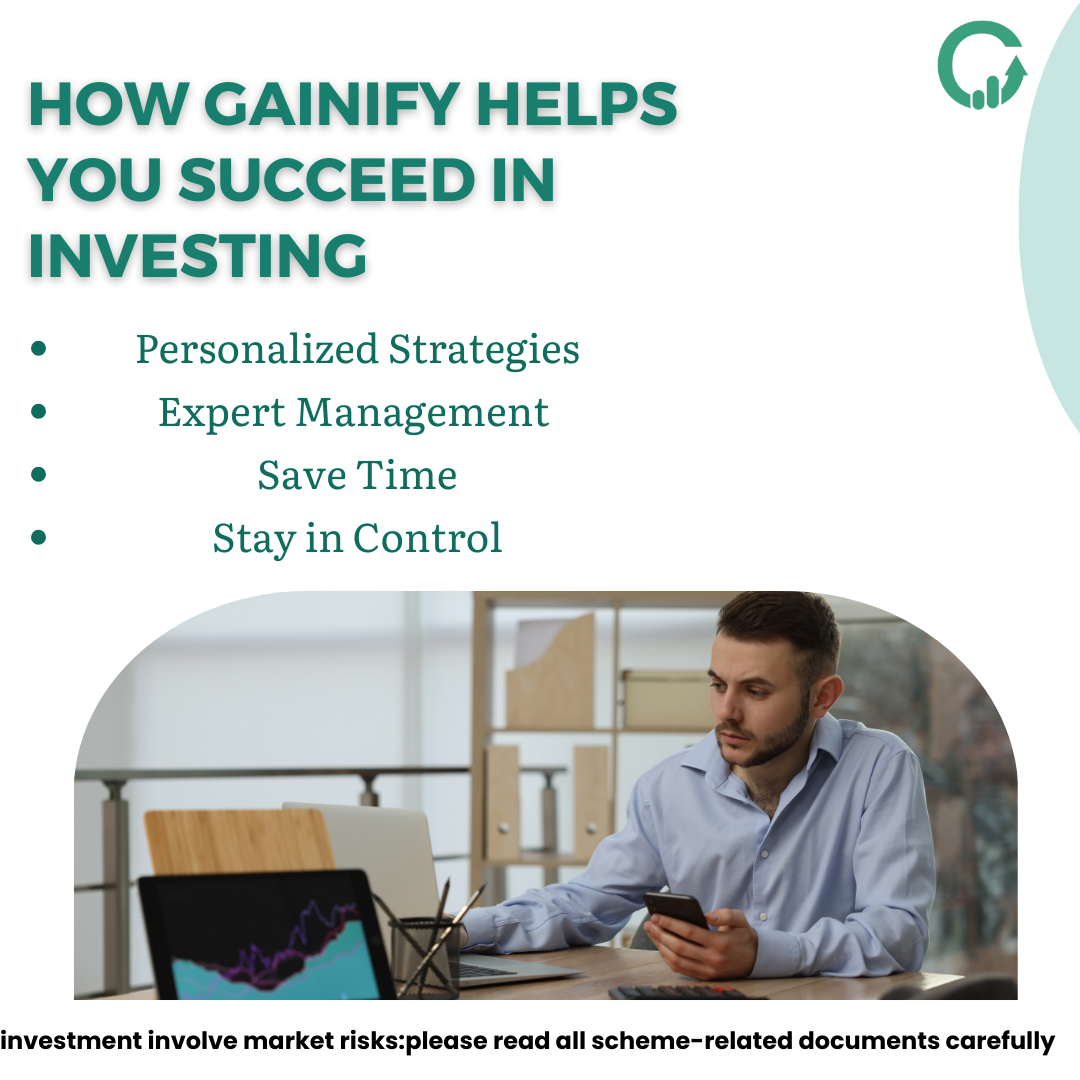 HOW GAINIFY HELPS
YOU SUCCEED IN
INVESTING
Personalized Strategies
Expert Management
Save Time
Stay in Control
investment involve market risks:please read all scheme-related documents carefully